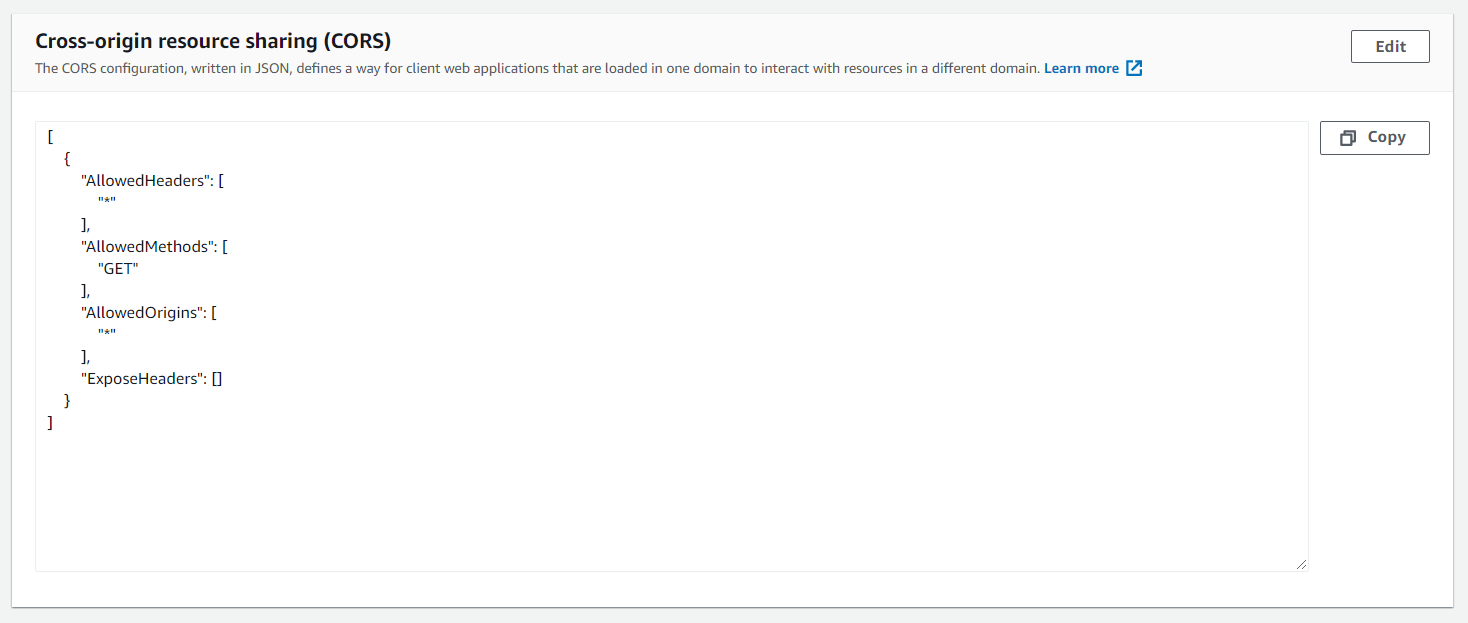 Cross-origin resource sharing (CORS)
Edit
The CORS configuration, written in JSON, defines a way for client web applications that are loaded in one domain to interact with resources in a different domain. Learn more
Copy
[
  {
    "AllowedHeaders": [
      "*"
    ],
    "AllowedMethods": [
      "GET"
    ],
    "AllowedOrigins": [
      "*"
    ],
    "ExposeHeaders": []
  }
]